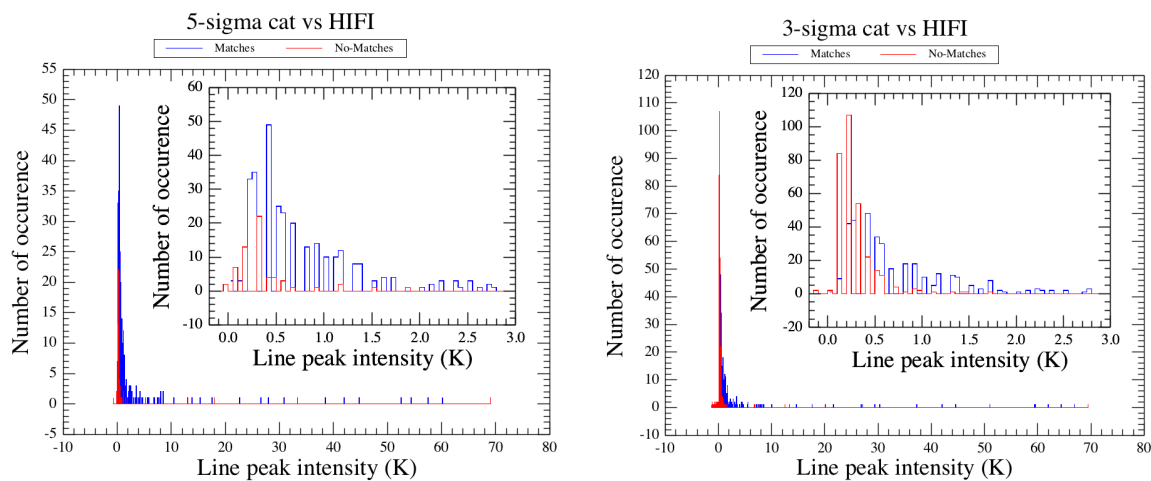 5-sigma cat vs HIFI
Matches No-Matches
55
50
45
40
35
30
25
20
15
10
5
0
-5
Number of occurence
-10 0 10 20 30 40 50 60 70 80
Line peak intensity (K)
60
50
40
30
20
10
0
-10
Number of occurence
0.0 0.5 1.0 1.5 2.0 2.5 3.0
Line peak intensity (K)
3-sigma cat vs HIFI
Matches No-Matches
120
110
100
90
80
70
60
50
40
30
20
10
0
-10
Number of occurence
-10 0 10 20 30 40 50 60 70 80
Line peak intensity (K)
120
100
80
60
40
20
0
-20
Number of occurence
0.0 0.5 1.0 1.5 2.0 2.5 3.0
Line peak intensity (K)